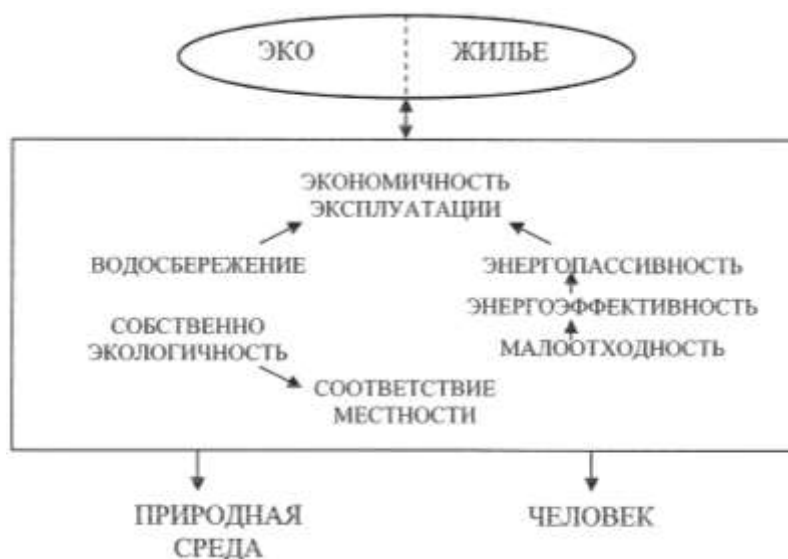 ЭКО ЖИЛЬЕ
ЭКОНОМИЧНОСТЬ
ЭКСПЛУАТАЦИИ
ВОДОСБЕРЕЖЕНИЕ
ЭНЕРГОПАССИВНОСТЬ
ЭНЕРГОЭФФЕКТИВНОСТЬ
СОБСТВЕННО
ЭКОЛОГИЧНОСТЬ
МАЛООТХОДНОСТЬ
СООТВЕТСТВИЕ
МЕСТНОСТИ
ПРИРОДНАЯ
СРЕДА
ЧЕЛОВЕК